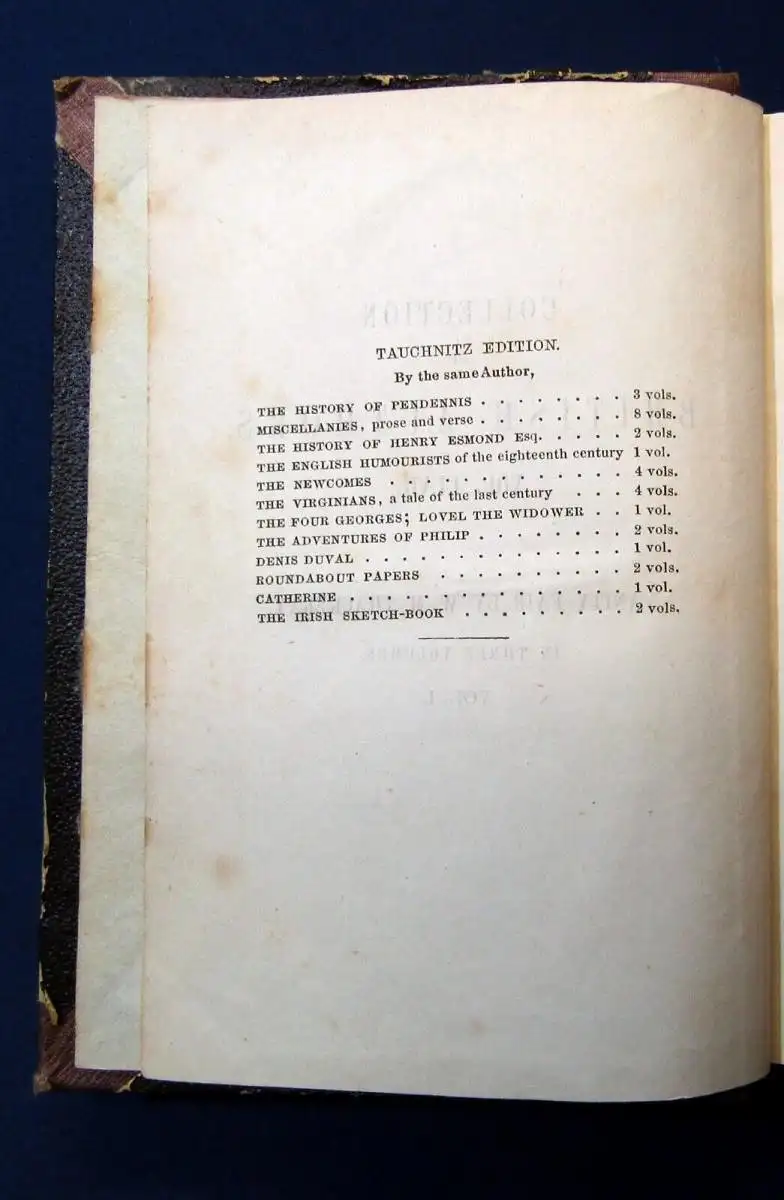 TAUCHNITZ EDITION.
By the same Author,
THE HISTORY OF PENDENNIS . . . . . . . . 3 vols.
MISCELLANIES, prose and verse . . . . . . . . 8 vols.
THE HISTORY OF HENRY ESMOND Esq. . . . . . 2 vols.
THE ENGLISH HUMOURISTS of the eighteenth century 1 vol.
THE NEWCOMES . . . . . . . . . . . . 4 vols.
THE VIRGINIANS, a tale of the last century . . . 4 vols.
THE FOUR GEORGES; LOVEL THE WIDOWER . . 1 vol.
THE ADVENTURES OF PHILIP . . . . . . . . 2 vols.
DENIS DUVAL . . . . . . . . . . . . . 1 vol.
ROUNDABOUT PAPERS . . . . . . . . . . 2 vols.
CATHERINE . . . . . . . . . . . . . . 1 vol.
THE IRISH SKETCH-BOOK . . . . . . . . . 2 vols.